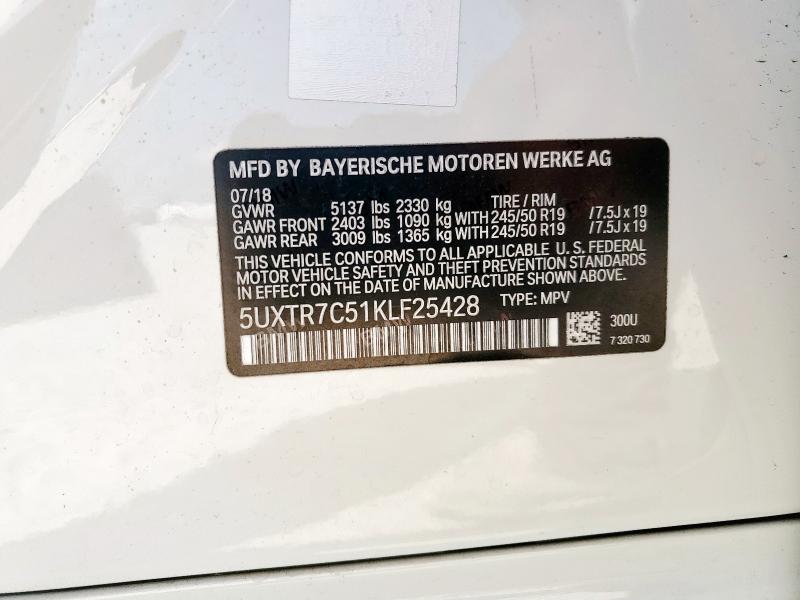 MFD BY BAYERISCHE MOTOREN WERKE AG
07/18
GVWR 5137 lbs 2330 kg TIRE / RIM
GAWR FRONT 2403 lbs 1090 kg WITH 245/50 R19 /7.5J x 19
GAWR REAR 3009 lbs 1365 kg WITH 245/50 R19 /7.5J x 19
THIS VEHICLE CONFORMS TO ALL APPLICABLE U. S. FEDERAL
MOTOR VEHICLE SAFETY AND THEFT PREVENTION STANDARDS
IN EFFECT ON THE DATE OF MANUFACTURE SHOWN ABOVE.
5UXTR7C51KLF25428 TYPE: MPV
300U
7 320 730